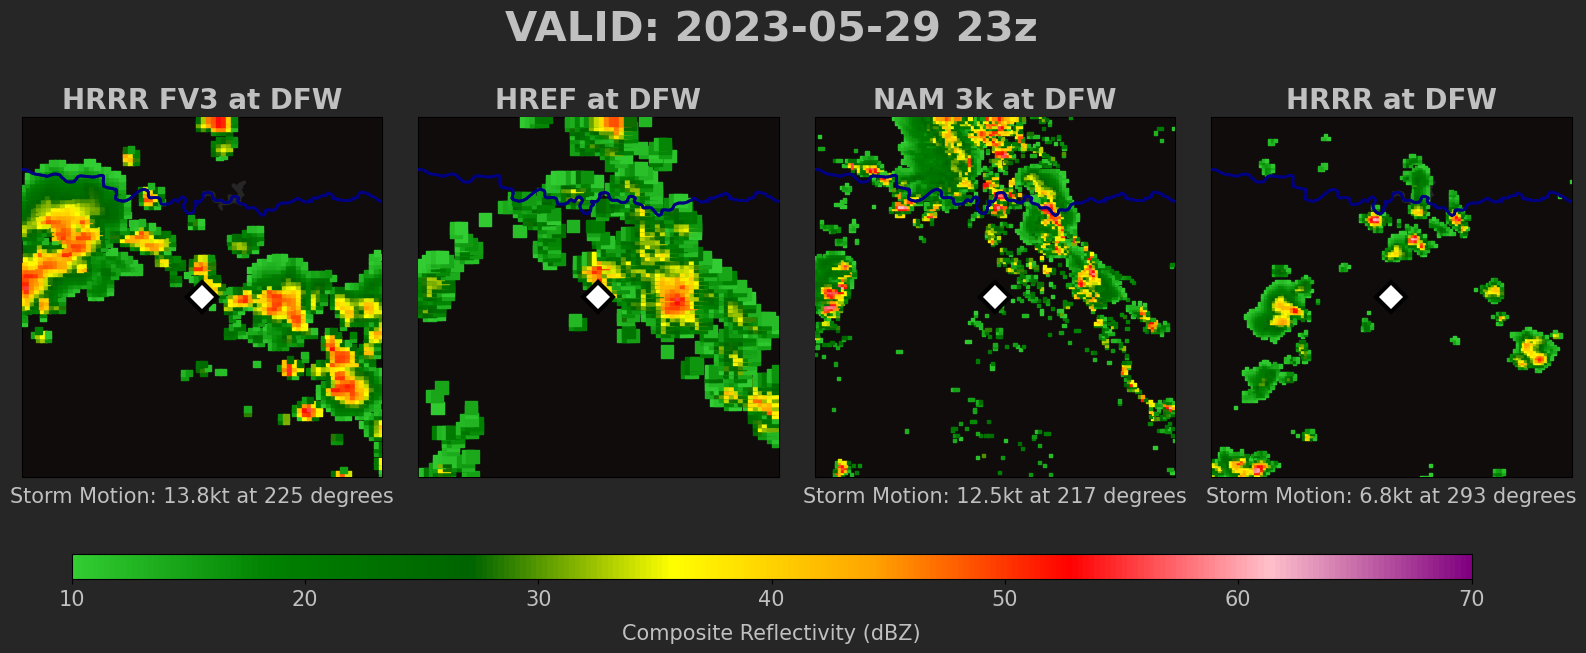 VALID: 2023-05-29 23z
HRRR FV3 at DFW
HREF at DFW
NAM 3k at DFW
HRRR at DFW
Storm Motion: 13.8kt at 225 degrees
Storm Motion: 12.5kt at 217 degrees
Storm Motion: 6.8kt at 293 degrees
10 20 30 40 50 60 70
Composite Reflectivity (dBZ)